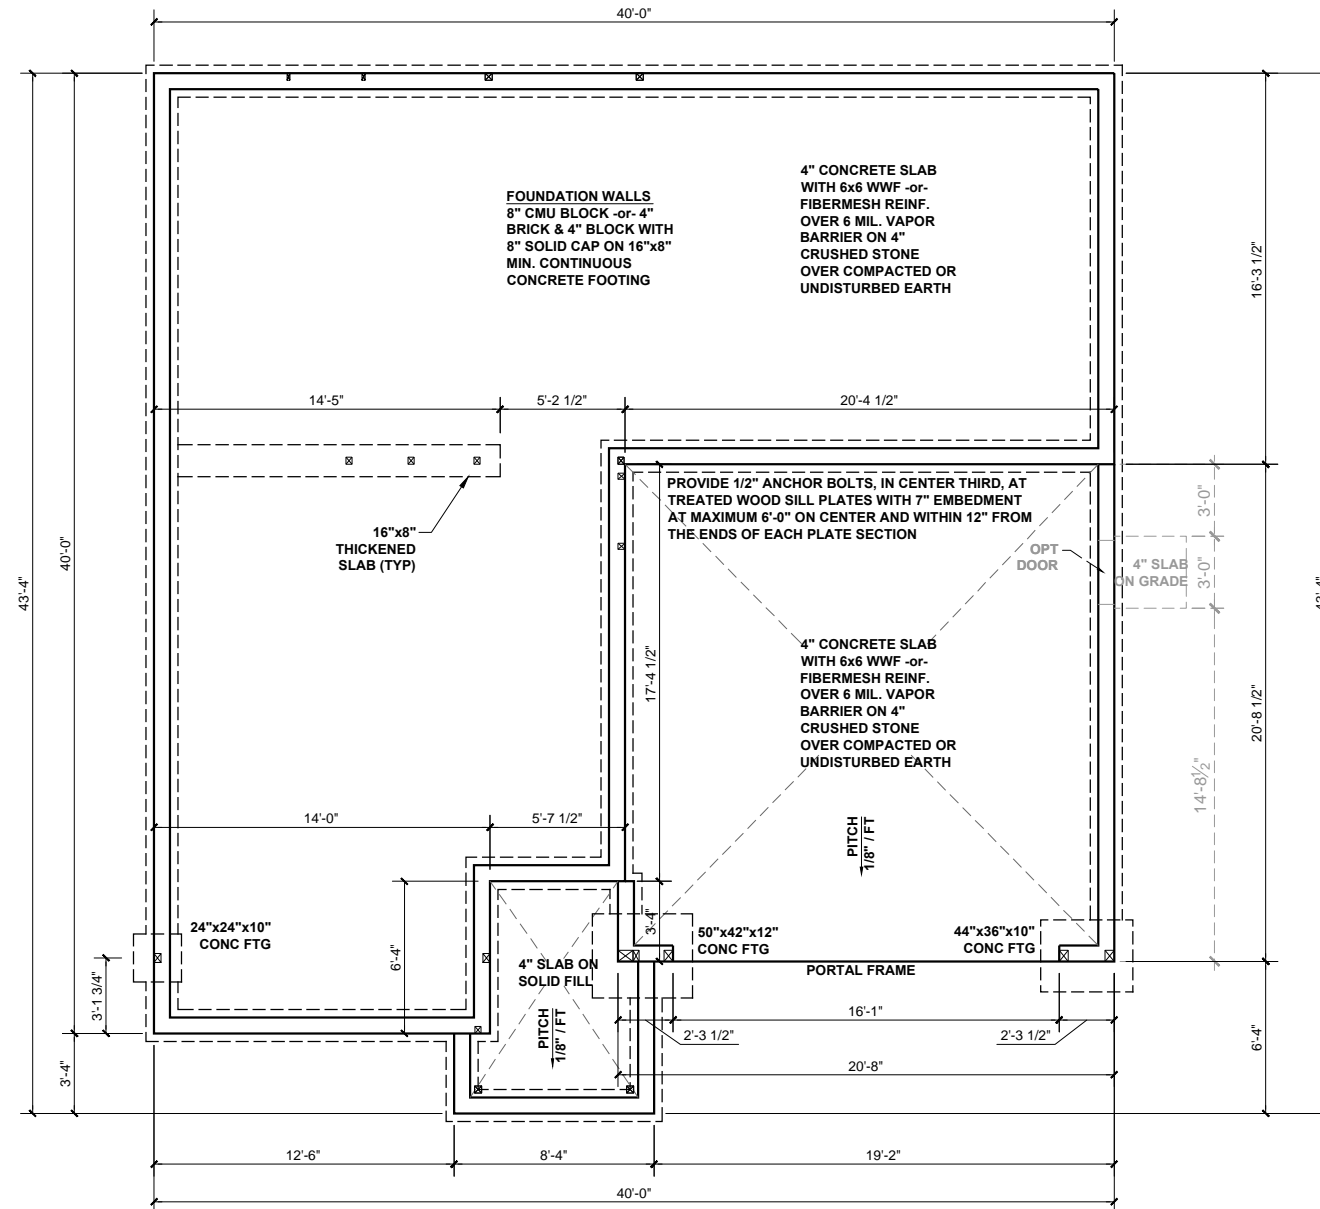 40'-0"
FOUNDATION WALLS
8" CMU BLOCK -or- 4"
BRICK & 4" BLOCK WITH
8" SOLID CAP ON 16"x8"
MIN. CONTINUOUS
CONCRETE FOOTING
4" CONCRETE SLAB
WITH 6x6 WWF -or-
FIBERMESH REINF.
OVER 6 MIL. VAPOR
BARRIER ON 4"
CRUSHED STONE
OVER COMPACTED OR
UNDISTURBED EARTH
16'-3 1/2"
14'-5"
5'-2 1/2"
20'-4 1/2"
PROVIDE 1/2" ANCHOR BOLTS, IN CENTER THIRD, AT
TREATED WOOD SILL PLATES WITH 7" EMBEDMENT
AT MAXIMUM 6'-0" ON CENTER AND WITHIN 12" FROM
THE ENDS OF EACH PLATE SECTION
16"x8"
THICKENED
SLAB (TYP)
OPT
DOOR
4" SLAB
ON GRADE
3'-0"
3'-0"
14'-8½"
43'-4"
40'-0"
17'-4 1/2"
4" CONCRETE SLAB
WITH 6x6 WWF -or-
FIBERMESH REINF.
OVER 6 MIL. VAPOR
BARRIER ON 4"
CRUSHED STONE
OVER COMPACTED OR
UNDISTURBED EARTH
20'-8 1/2"
14'-0"
5'-7 1/2"
PITCH
1/8" / FT
24"x24"x10"
CONC FTG
3'-1 3/4"
6'-4"
3'-4"
4" SLAB ON
SOLID FILL
PITCH
1/8" / FT
50"x42"x12"
CONC FTG
44"x36"x10"
CONC FTG
PORTAL FRAME
16'-1"
2'-3 1/2"
2'-3 1/2"
20'-8"
6'-4"
3'-4"
12'-6"
8'-4"
19'-2"
40'-0"